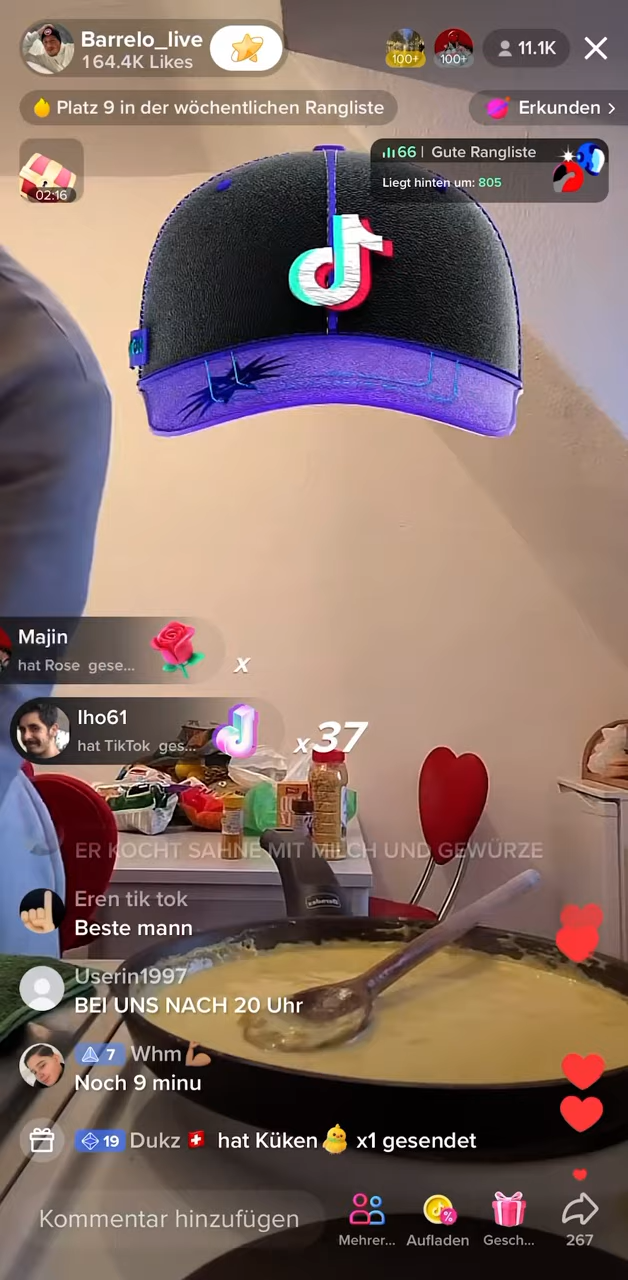 Barrelo_live
164.4K Likes
100+
100+
11.1K
Platz 9 in der wöchentlichen Rangliste
Erkunden >
02:16
66 | Gute Rangliste
Liegt hinten um: 805
Majin
hat Rose gese...
x
lho61
hat TikTok ges...
x37
ER KOCHT SAHNE MIT MILCH UND GEWÜRZE
Eren tik tok
Beste mann
Userin1997
BEI UNS NACH 20 Uhr
7 Whm💪🏼
Noch 9 minu
19 Dukz 🇨🇭 hat Küken 🐥 x1 gesendet
Kommentar hinzufügen
Mehrer...
Aufladen
Gesch...
267